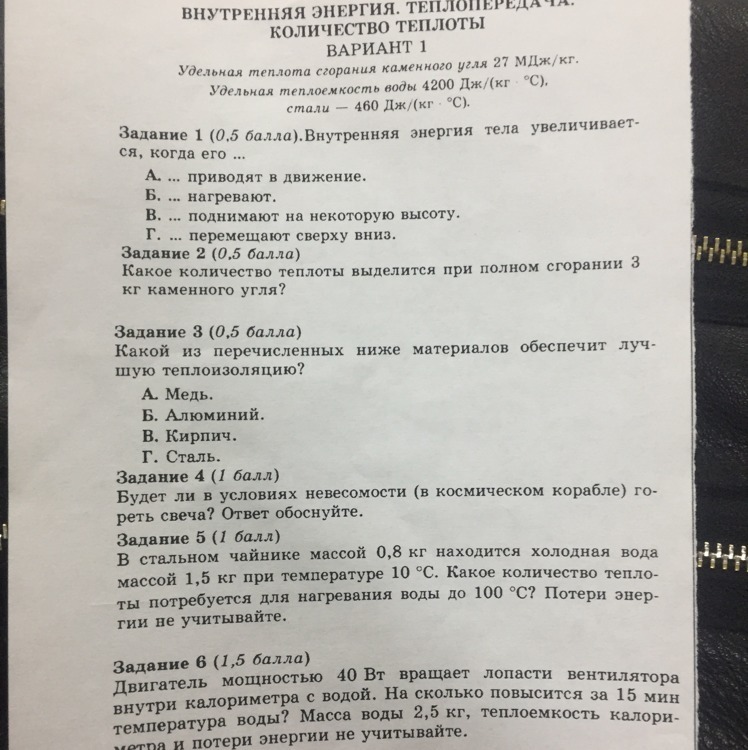 ВНУТРЕННЯЯ ЭНЕРГИЯ. ТЕПЛОПЕРЕДАЧА.
КОЛИЧЕСТВО ТЕПЛОТЫ
ВАРИАНТ 1
Удельная теплота сгорания каменного угля 27 МДж/кг.
Удельная теплоемкость воды 4200 Дж/(кг · °С),
стали — 460 Дж/(кг · °С).
Задание 1 (0,5 балла).Внутренняя энергия тела увеличивает-
ся, когда его ...
А. ... приводят в движение.
Б. ... нагревают.
В. ... поднимают на некоторую высоту.
Г. ... перемещают сверху вниз.
Задание 2 (0,5 балла)
Какое количество теплоты выделится при полном сгорании 3
кг каменного угля?
Задание 3 (0,5 балла)
Какой из перечисленных ниже материалов обеспечит луч-
шую теплоизоляцию?
А. Медь.
Б. Алюминий.
В. Кирпич.
Г. Сталь.
Задание 4 (1 балл)
Будет ли в условиях невесомости (в космическом корабле) го-
реть свеча? Ответ обоснуйте.
Задание 5 (1 балл)
В стальном чайнике массой 0,8 кг находится холодная вода
массой 1,5 кг при температуре 10 °С. Какое количество тепло-
ты потребуется для нагревания воды до 100 °С? Потери энер-
гии не учитывайте.
Задание 6 (1,5 балла)
Двигатель мощностью 40 Вт вращает лопасти вентилятора
внутри калориметра с водой. На сколько повысится за 15 мин
температура воды? Масса воды 2,5 кг, теплоемкость калори-
метра и потери энергии не учитывайте.